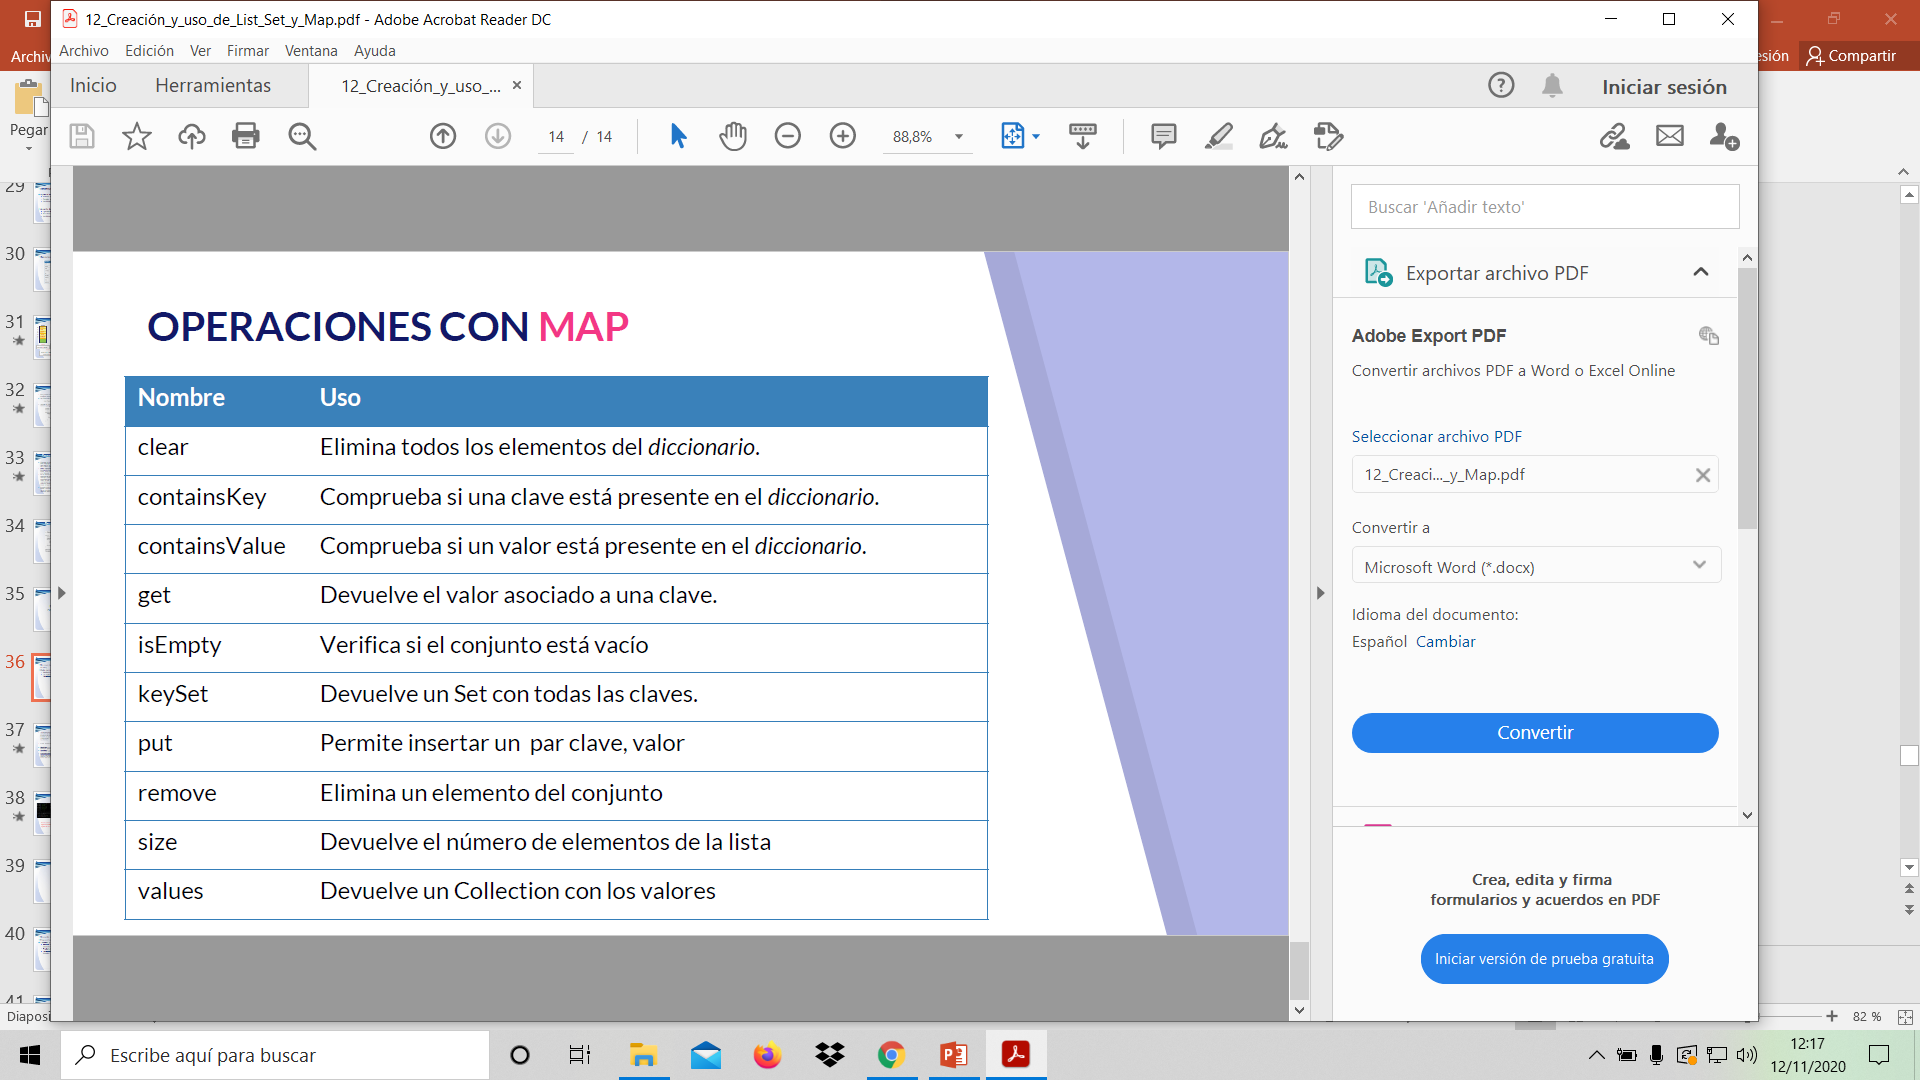 12_Creación_y_uso_de_List_Set_y_Map.pdf - Adobe Acrobat Reader DC
Archivo Edición Ver Firmar Ventana Ayuda
Archiv
esión Compartir
Inicio Herramientas 12_Creación_y_uso_... ×
Iniciar sesión
Pegar
14 / 14
88,8%
29
30
31
32
33
34
35
36
37
38
39
40
41
OPERACIONES CON MAP
Nombre Uso
clear Elimina todos los elementos del diccionario.
containsKey Comprueba si una clave está presente en el diccionario.
containsValue Comprueba si un valor está presente en el diccionario.
get Devuelve el valor asociado a una clave.
isEmpty Verifica si el conjunto está vacío
keySet Devuelve un Set con todas las claves.
put Permite insertar un par clave, valor
remove Elimina un elemento del conjunto
size Devuelve el número de elementos de la lista
values Devuelve un Collection con los valores
Buscar 'Añadir texto'
Exportar archivo PDF
Adobe Export PDF
Convertir archivos PDF a Word o Excel Online
Seleccionar archivo PDF
12_Creaci..._y_Map.pdf
Convertir a
Microsoft Word (*.docx)
Idioma del documento:
Español Cambiar
Convertir
Crea, edita y firma
formularios y acuerdos en PDF
Iniciar versión de prueba gratuita
Diaposi
82 %
Escribe aquí para buscar
12:17
12/11/2020